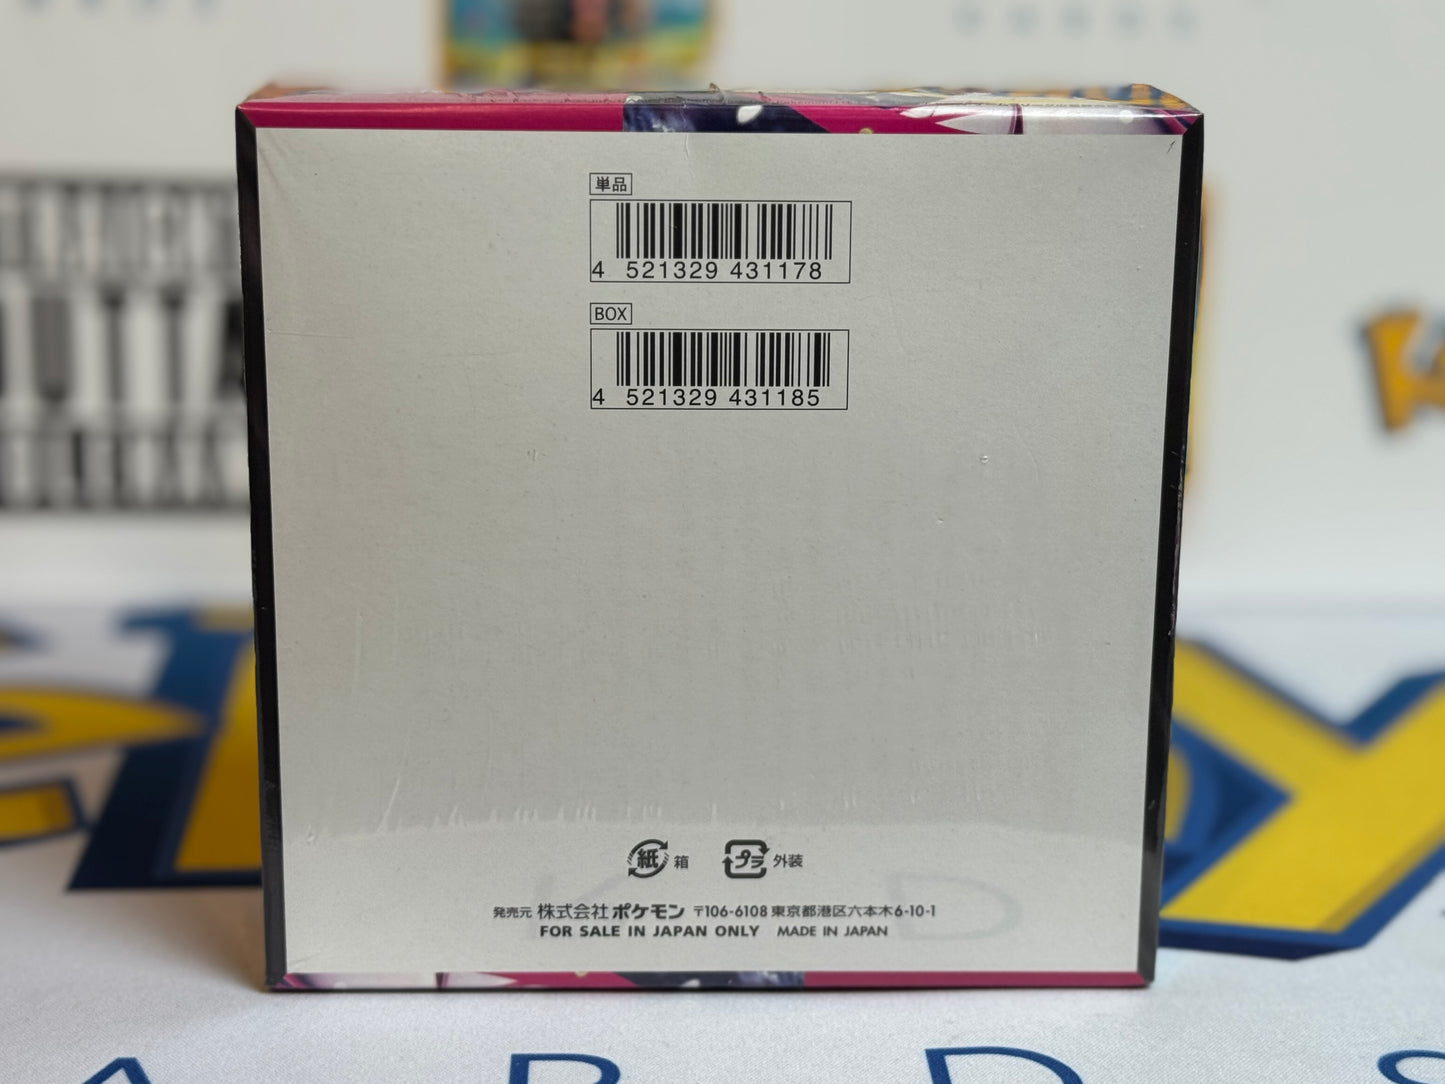 単品
4 521329 431178
BOX
4 521329 431185
紙 箱 プラ 外装
発売元 株式会社ポケモン 〒106-6108 東京都港区六本木6-10-1
FOR SALE IN JAPAN ONLY MADE IN JAPAN